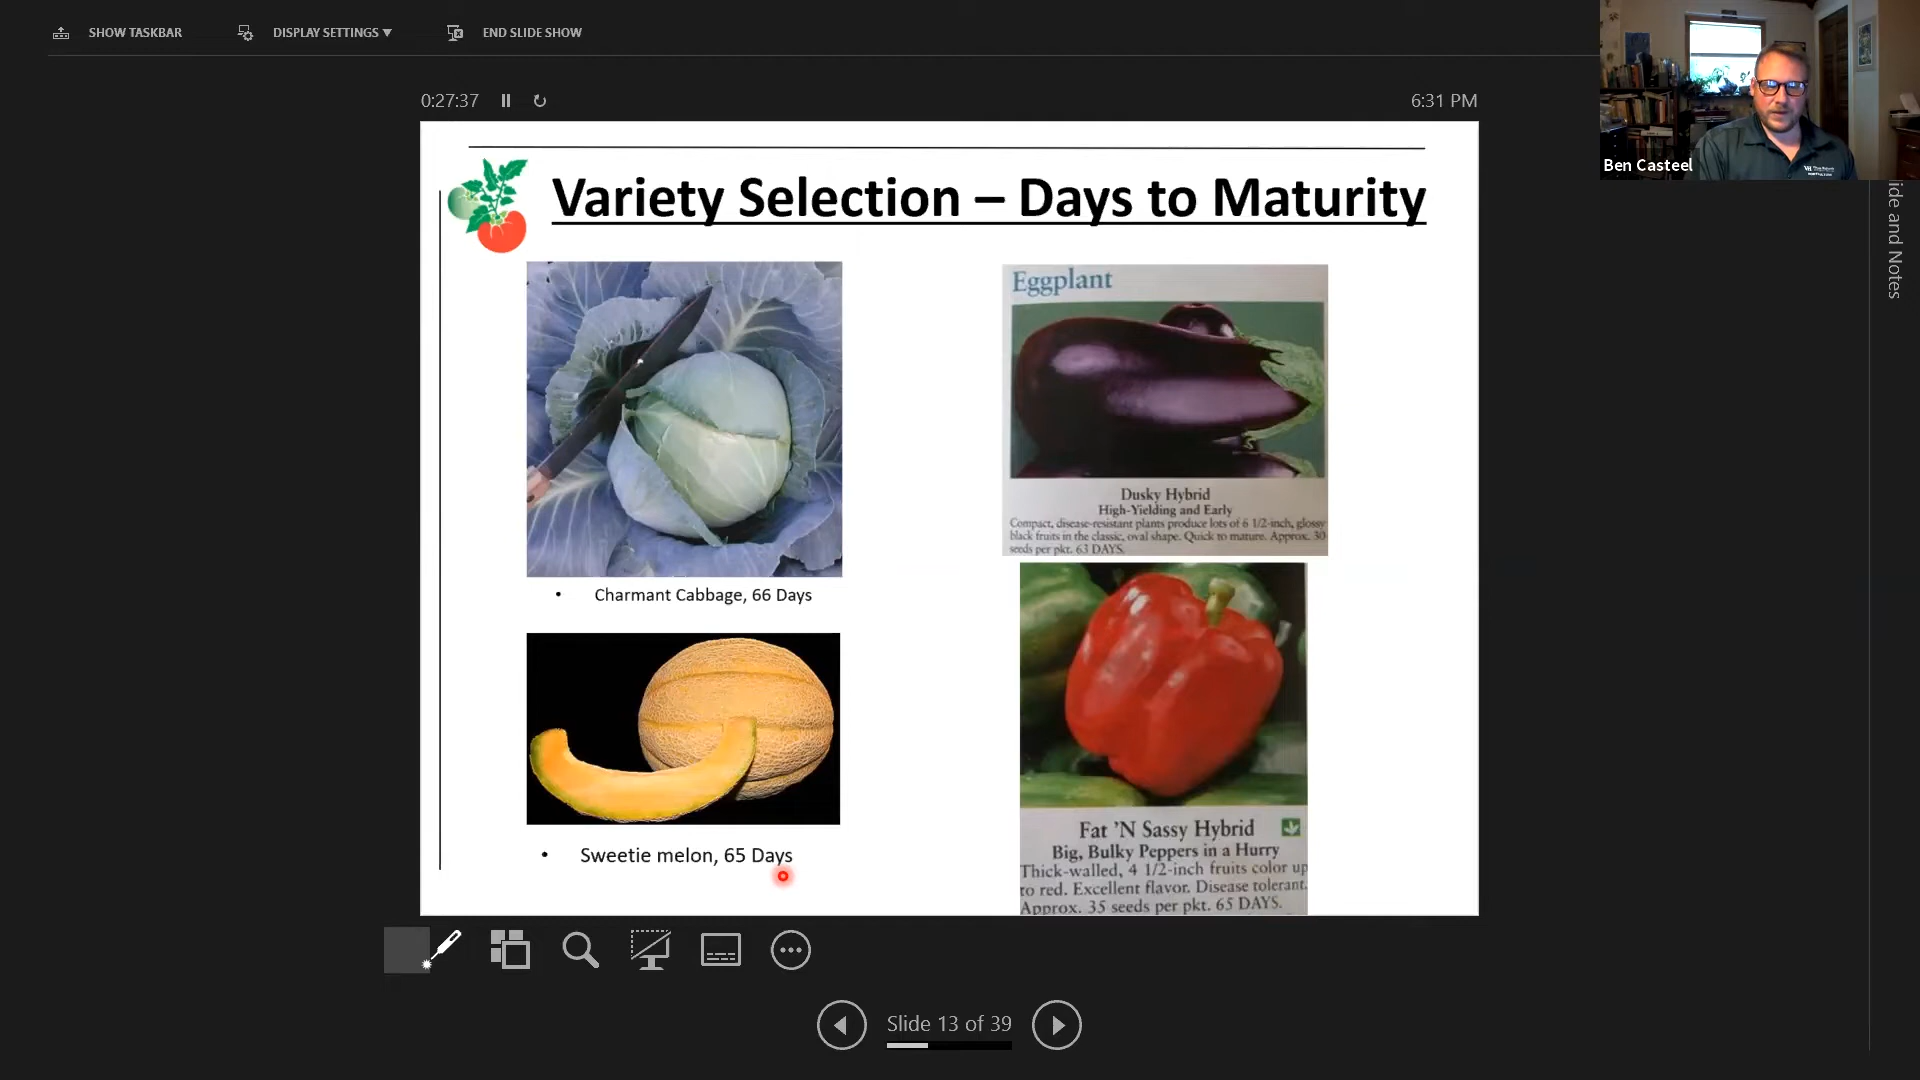 SHOW TASKBAR
DISPLAY SETTINGS ▼
END SLIDE SHOW
Ben Casteel
0:27:37
6:31 PM
ide and Notes
Variety Selection – Days to Maturity
Eggplant
Dusky Hybrid
High-Yielding and Early
Compact, disease-resistant plants produce lots of 6 1/2-inch, glossy
black fruits in the classic, oval shape. Quick to mature. Approx. 30
seeds per pkt. 63 DAYS.
• Charmant Cabbage, 66 Days
Fat 'N Sassy Hybrid
Big, Bulky Peppers in a Hurry
Thick-walled, 4 1/2-inch fruits color up
to red. Excellent flavor. Disease tolerant.
Approx. 35 seeds per pkt. 65 DAYS.
• Sweetie melon, 65 Days
Slide 13 of 39